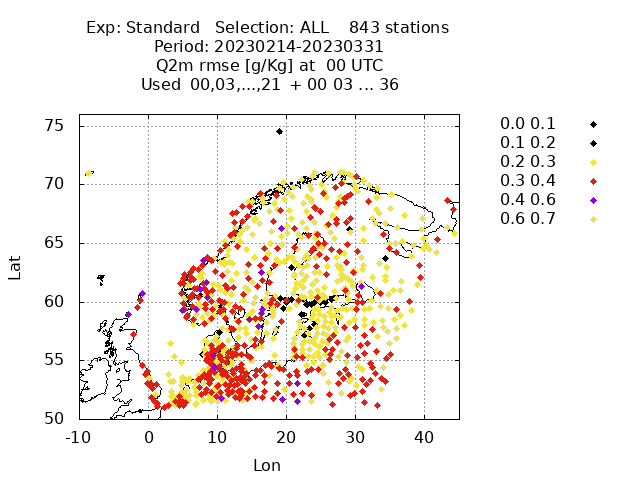 Exp: Standard   Selection: ALL    843 stations
Period: 20230214-20230331
Q2m rmse [g/Kg] at  00 UTC
Used  00,03,...,21  + 00 03 ... 36
0.0 0.1
0.1 0.2
0.2 0.3
0.3 0.4
0.4 0.6
0.6 0.7
75
70
65
60
55
50
Lat
-10 0 10 20 30 40
Lon